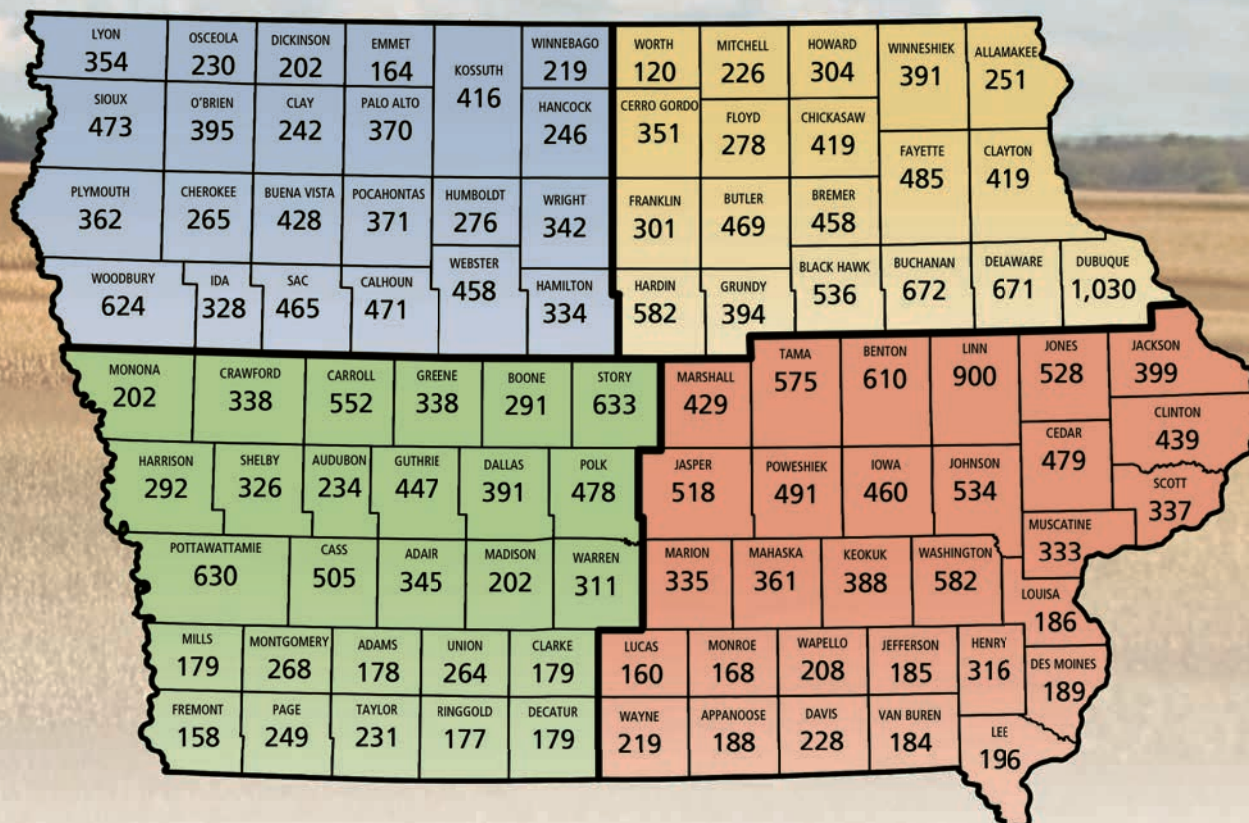 LYON
354
OSCEOLA
230
DICKINSON
202
EMMET
164
KOSSUTH
416
WINNEBAGO
219
WORTH
120
MITCHELL
226
HOWARD
304
WINNESHIEK
391
ALLAMAKEE
251
SIOUX
473
O'BRIEN
395
CLAY
242
PALO ALTO
370
HANCOCK
246
CERRO GORDO
351
FLOYD
278
CHICKASAW
419
FAYETTE
485
CLAYTON
419
PLYMOUTH
362
CHEROKEE
265
BUENA VISTA
428
POCAHONTAS
371
HUMBOLDT
276
WRIGHT
342
FRANKLIN
301
BUTLER
469
BREMER
458
WOODBURY
624
IDA
328
SAC
465
CALHOUN
471
WEBSTER
458
HAMILTON
334
HARDIN
582
GRUNDY
394
BLACK HAWK
536
BUCHANAN
672
DELAWARE
671
DUBUQUE
1,030
MONONA
202
CRAWFORD
338
CARROLL
552
GREENE
338
BOONE
291
STORY
633
MARSHALL
429
TAMA
575
BENTON
610
LINN
900
JONES
528
JACKSON
399
CLINTON
439
HARRISON
292
SHELBY
326
AUDUBON
234
GUTHRIE
447
DALLAS
391
POLK
478
JASPER
518
POWESHIEK
491
IOWA
460
JOHNSON
534
CEDAR
479
SCOTT
337
MUSCATINE
333
POTTAWATTAMIE
630
CASS
505
ADAIR
345
MADISON
202
WARREN
311
MARION
335
MAHASKA
361
KEOKUK
388
WASHINGTON
582
LOUISA
186
MILLS
179
MONTGOMERY
268
ADAMS
178
UNION
264
CLARKE
179
LUCAS
160
MONROE
168
WAPELLO
208
JEFFERSON
185
HENRY
316
DES MOINES
189
FREMONT
158
PAGE
249
TAYLOR
231
RINGGOLD
177
DECATUR
179
WAYNE
219
APPANOOSE
188
DAVIS
228
VAN BUREN
184
LEE
196